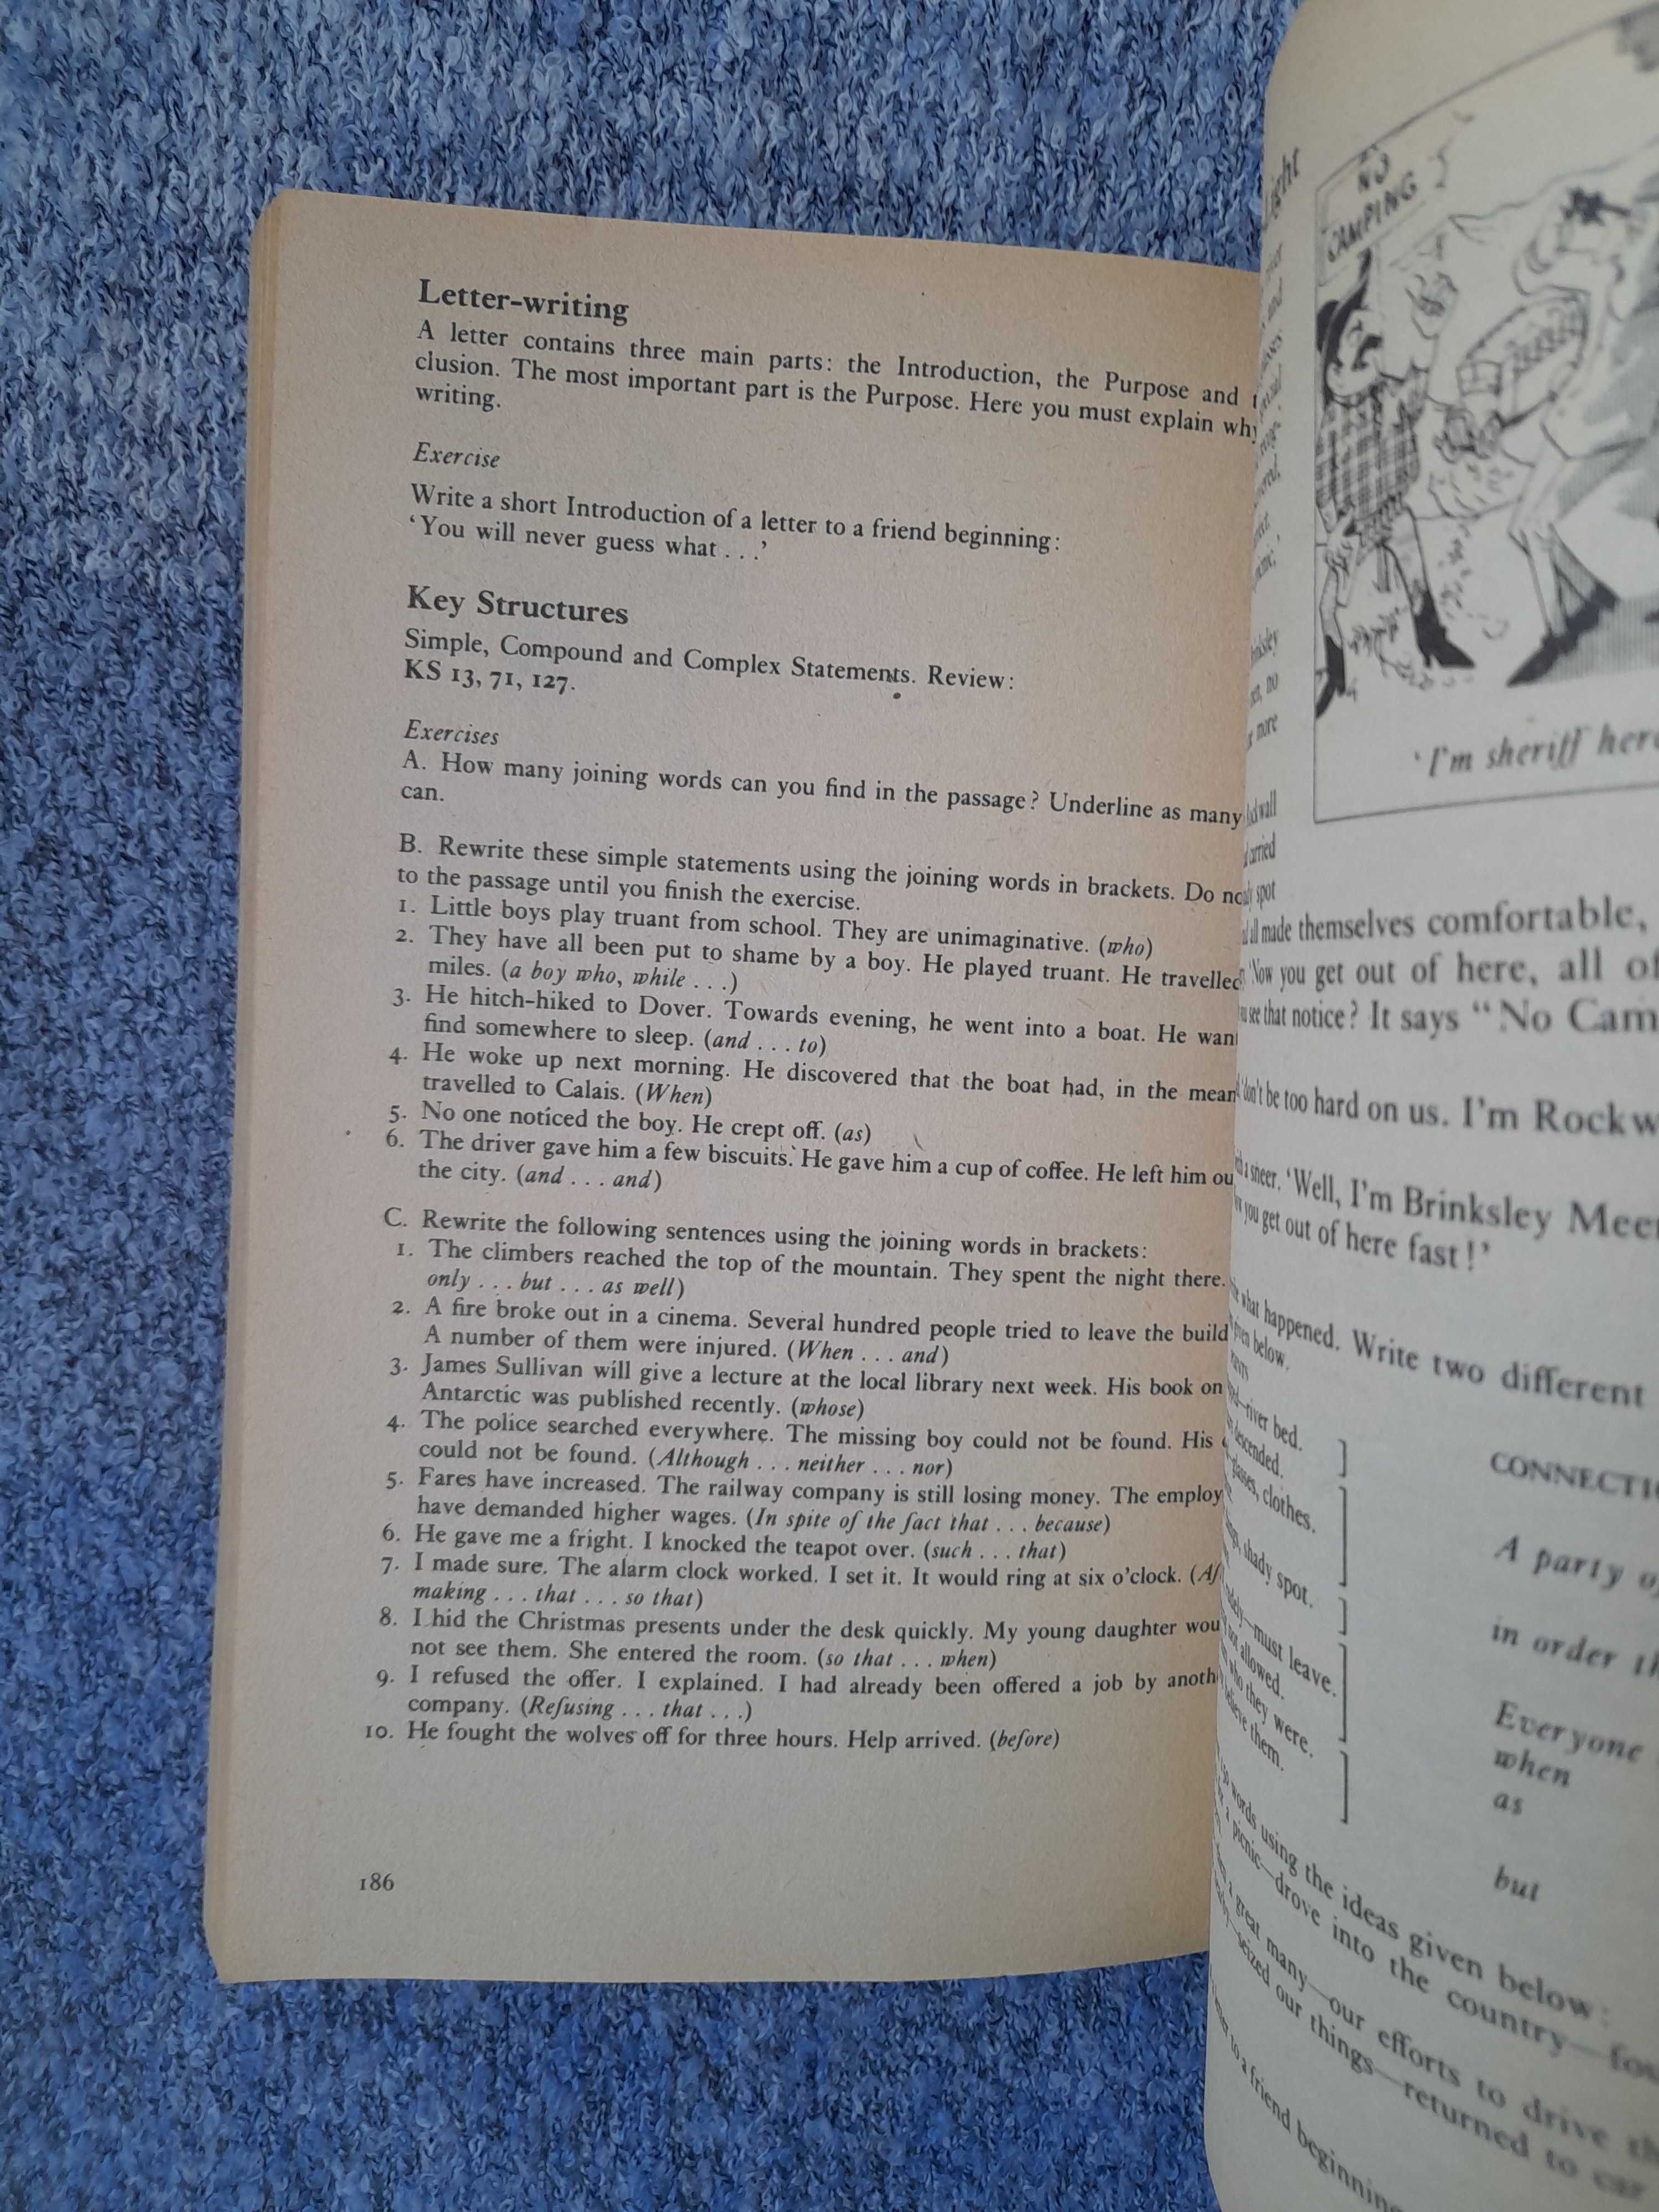 Letter-writing
A letter contains three main parts: the Introduction, the Purpose and
clusion. The most important part is the Purpose. Here you must explain why
writing.
Exercise
Write a short Introduction of a letter to a friend beginning:
‘You will never guess what . . .’
Key Structures
Simple, Compound and Complex Statements. Review:
KS 13, 71, 127.
Exercises
A. How many joining words can you find in the passage? Underline as many
can.
B. Rewrite these simple statements using the joining words in brackets. Do
to the passage until you finish the exercise.
1. Little boys play truant from school. They are unimaginative. (who)
2. They have all been put to shame by a boy. He played truant. He travelled
miles. (a boy who, while . . .)
3. He hitch-hiked to Dover. Towards evening, he went into a boat. He
find somewhere to sleep. (and . . . to)
4. He woke up next morning. He discovered that the boat had, in the mean
travelled to Calais. (When)
5. No one noticed the boy. He crept off. (as)
6. The driver gave him a few biscuits. He gave him a cup of coffee. He left him
the city. (and . . . and)
C. Rewrite the following sentences using the joining words in brackets:
1. The climbers reached the top of the mountain. They spent the night there.
only . . . but . . . as well)
2. A fire broke out in a cinema. Several hundred people tried to leave the build
A number of them were injured. (When . . . and)
3. James Sullivan will give a lecture at the local library next week. His book on
Antarctic was published recently. (whose)
4. The police searched everywhere. The missing boy could not be found. His
could not be found. (Although . . . neither . . . nor)
5. Fares have increased. The railway company is still losing money. The employ
have demanded higher wages. (In spite of the fact that . . . because)
6. He gave me a fright. I knocked the teapot over. (such . . . that)
7. I made sure. The alarm clock worked. I set it. It would ring at six o’clock.
making . . . that . . . so that)
8. I hid the Christmas presents under the desk quickly. My young daughter wou
not see them. She entered the room. (so that . . . when)
9. I refused the offer. I explained. I had already been offered a job by anoth
company. (Refusing . . . that . . .)
10. He fought the wolves off for three hours. Help arrived. (before)
186
NO
CAMPING
‘I’m sheriff here
made themselves comfortable,
‘Now you get out of here, all of
see that notice? It says “No Cam
don’t be too hard on us. I’m Rockw
sneer. ‘Well, I’m Brinksley Meer
you get out of here fast!’
what happened. Write two different
given below.
river bed.
descended.
glasses, clothes.
shady spot.
must leave.
not allowed.
who they were.
believe them.
CONNECTI
A party of
in order th
Everyone
when
as
but
words using the ideas given below:
a picnic—drove into the country—fou
a great many—our efforts to drive th
seized our things—returned to car
to a friend beginning